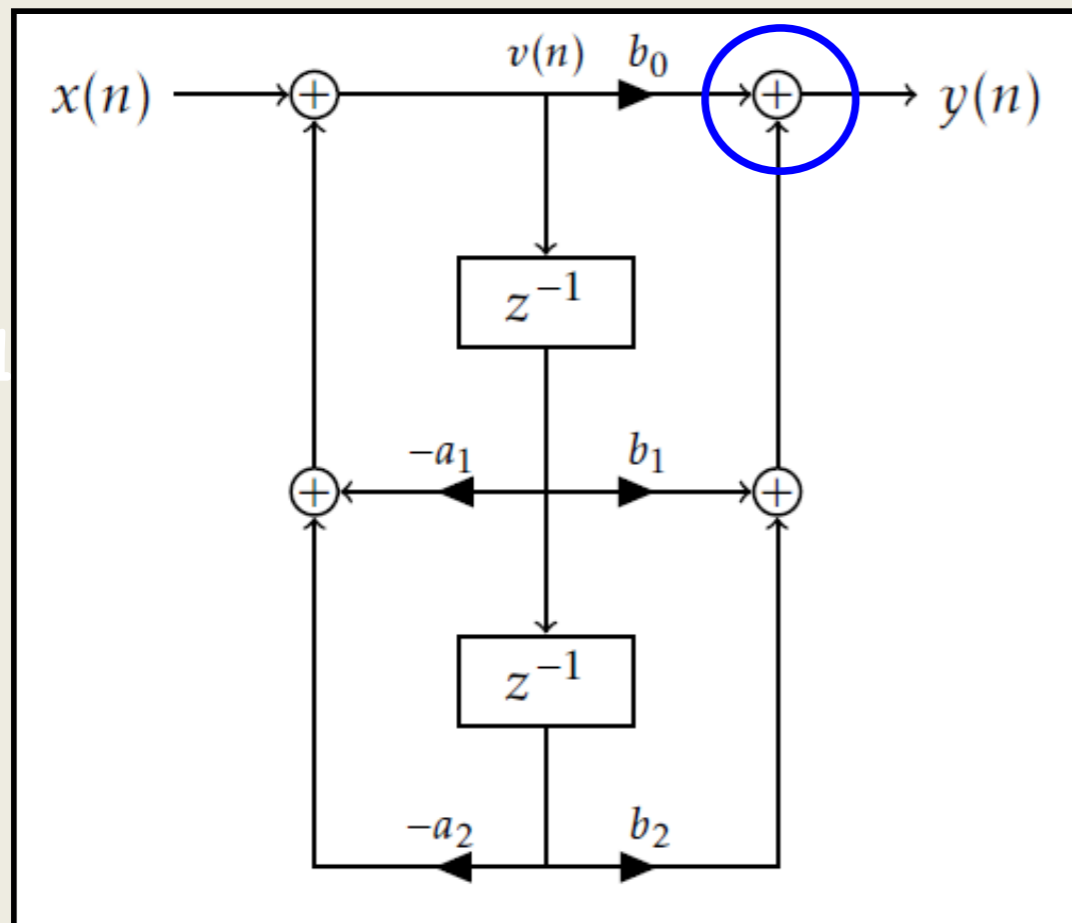 v(n) b₀
x(n) + + y(n)
z⁻¹
−a₁ b₁
+ +
z⁻¹
−a₂ b₂